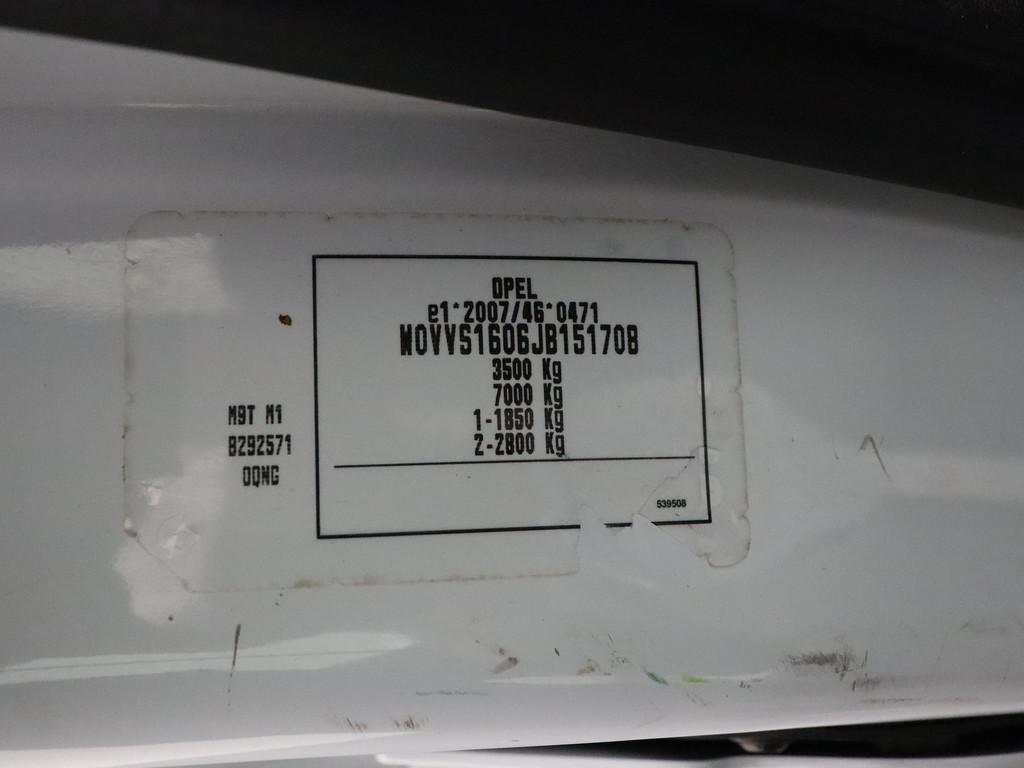 OPEL
e1*2007/46*0471
W0VVS1606JB151708
3500 Kg
7000 Kg
1-1850 Kg
2-2800 Kg
M9T M1
B292571
0QNG
539508